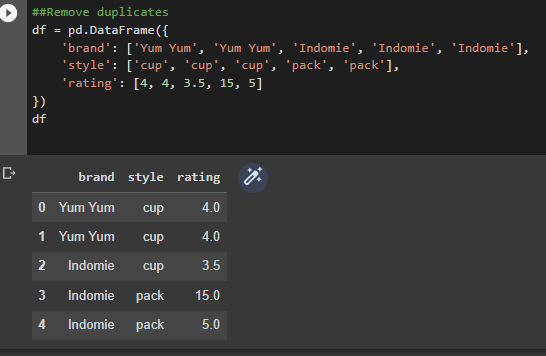 ##Remove duplicates
df = pd.DataFrame({
    'brand': ['Yum Yum', 'Yum Yum', 'Indomie', 'Indomie', 'Indomie'],
    'style': ['cup', 'cup', 'cup', 'pack', 'pack'],
    'rating': [4, 4, 3.5, 15, 5]
})
df
brand style rating
0 Yum Yum cup 4.0
1 Yum Yum cup 4.0
2 Indomie cup 3.5
3 Indomie pack 15.0
4 Indomie pack 5.0